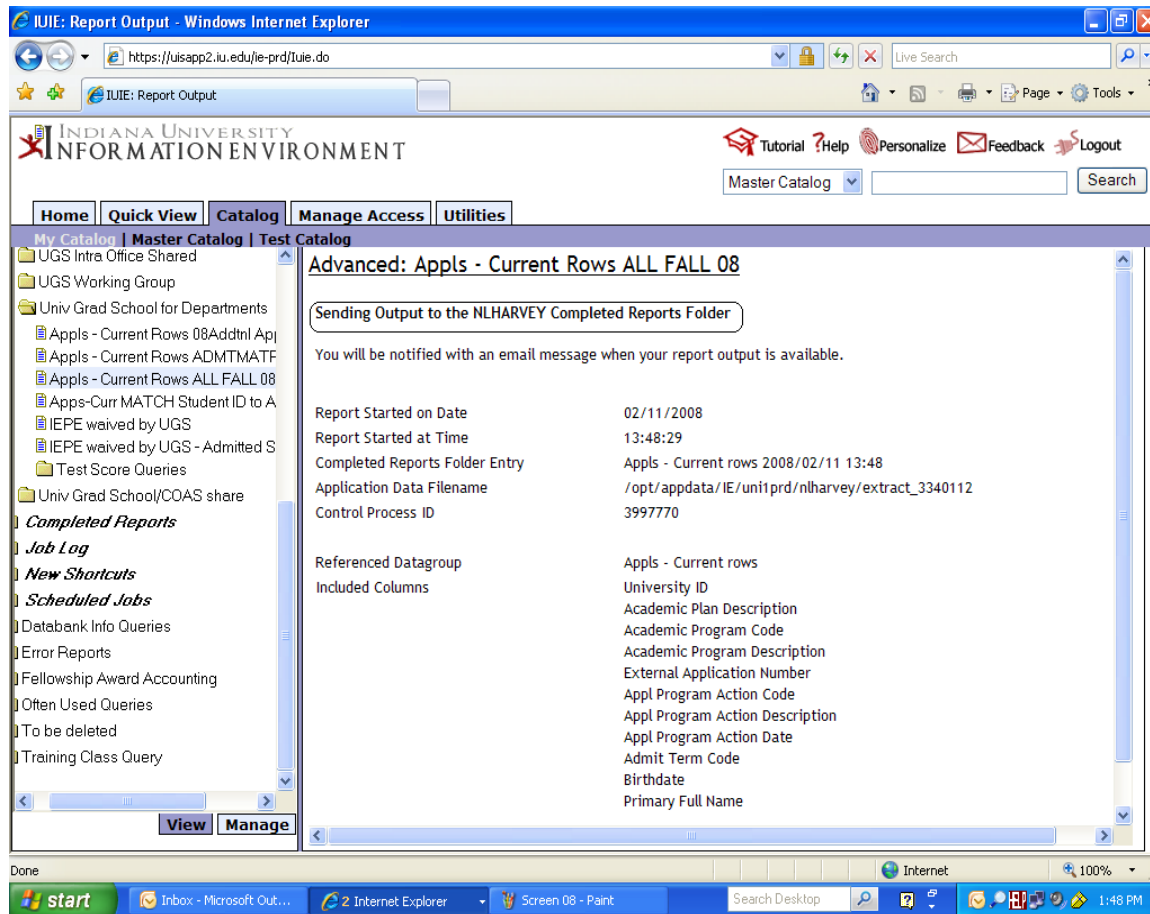 IUIE: Report Output - Windows Internet Explorer
https://uisapp2.iu.edu/ie-prd/Iuie.do
Live Search
IUIE: Report Output
Page
Tools
INDIANA UNIVERSITY
INFORMATION ENVIRONMENT
Tutorial ?Help Personalize Feedback Logout
Master Catalog Search
Home Quick View Catalog Manage Access Utilities
My Catalog | Master Catalog | Test Catalog
UGS Intra Office Shared
UGS Working Group
Univ Grad School for Departments
Appls - Current Rows 08Addtnl App
Appls - Current Rows ADMTMATF
Appls - Current Rows ALL FALL 08
Apps-Curr MATCH Student ID to A
IEPE waived by UGS
IEPE waived by UGS - Admitted S
Test Score Queries
Univ Grad School/COAS share
Completed Reports
Job Log
New Shortcuts
Scheduled Jobs
Databank Info Queries
Error Reports
Fellowship Award Accounting
Often Used Queries
To be deleted
Training Class Query
View Manage
Advanced: Appls - Current Rows ALL FALL 08
Sending Output to the NLHARVEY Completed Reports Folder
You will be notified with an email message when your report output is available.
Report Started on Date 02/11/2008
Report Started at Time 13:48:29
Completed Reports Folder Entry Appls - Current rows 2008/02/11 13:48
Application Data Filename /opt/appdata/IE/uni1prd/nlharvey/extract_3340112
Control Process ID 3997770
Referenced Datagroup Appls - Current rows
Included Columns University ID
Academic Plan Description
Academic Program Code
Academic Program Description
External Application Number
Appl Program Action Code
Appl Program Action Description
Appl Program Action Date
Admit Term Code
Birthdate
Primary Full Name
Done Internet 100%
start Inbox - Microsoft Out... 2 Internet Explorer Screen 08 - Paint Search Desktop 1:48 PM